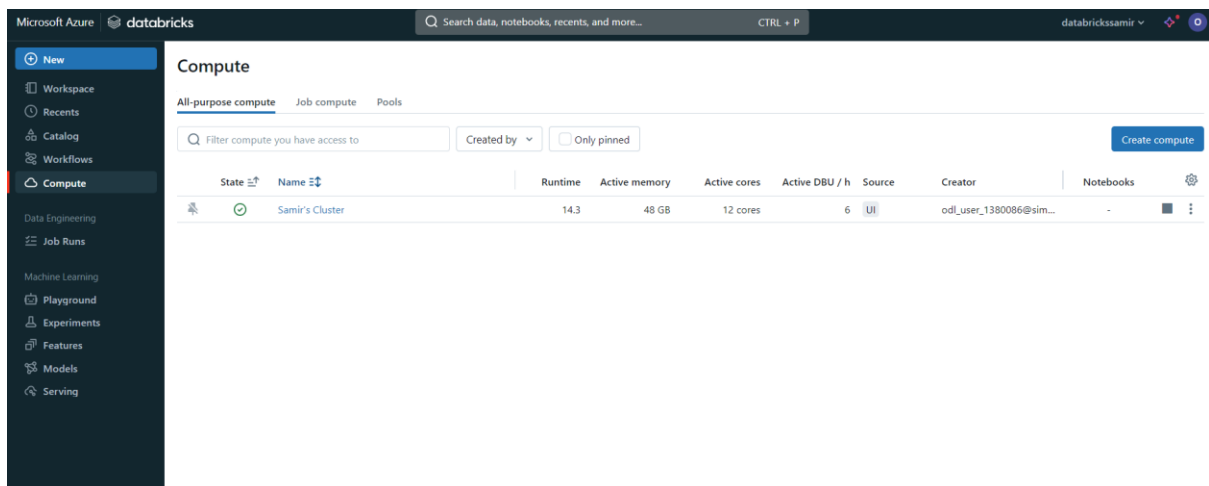 Microsoft Azure databricks Search data, notebooks, recents, and more... CTRL + P databrickssamir O
New
Workspace
Recents
Catalog
Workflows
Compute
Data Engineering
Job Runs
Machine Learning
Playground
Experiments
Features
Models
Serving
Compute
All-purpose compute Job compute Pools
Filter compute you have access to Created by Only pinned Create compute
State Name Runtime Active memory Active cores Active DBU / h Source Creator Notebooks
Samir's Cluster 14.3 48 GB 12 cores 6 UI odl_user_1380086@sim... -